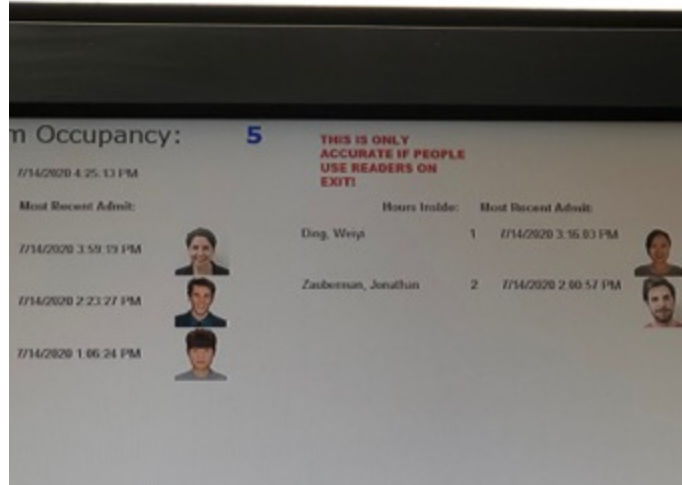 m Occupancy: 5
THIS IS ONLY
ACCURATE IF PEOPLE
USE READERS ON
EXIT!
7/14/2020 4:25:13 PM
Most Recent Admit:
7/14/2020 3:59:19 PM
7/14/2020 2:23:27 PM
7/14/2020 1:06:24 PM
Hours Inside: Most Recent Admit:
Ding, Weiyi 1 7/14/2020 3:16:03 PM
Zauberman, Jonathan 2 7/14/2020 2:00:57 PM